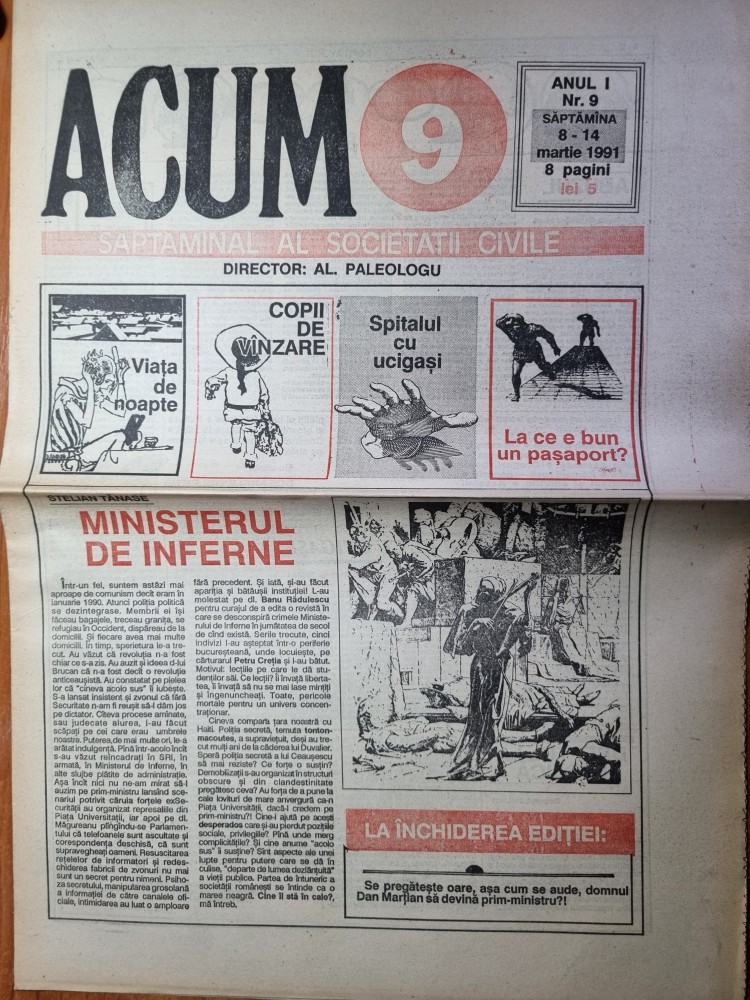 ACUM 9
ANUL I
Nr. 9
SĂPTĂMÎNA
8 - 14
martie 1991
8 pagini
lei 5
SĂPTĂMINAL AL SOCIETĂȚII CIVILE
DIRECTOR: AL. PALEOLOGU
Viața
de
noapte
COPII
DE
VÎNZARE
Spitalul
cu
ucigași
La ce e bun
un pașaport?
STELIAN TĂNASE
MINISTERUL
DE INFERNE
Într-un fel, suntem astăzi mai
aproape de comunism decît eram în
ianuarie 1990. Atunci poliția politică
se dezintegrase. Membrii ei își
făceau bagajele, treceau granița, se
refugiau în Occident, dispăreau de la
domicilii. Și fiecare avea mai multe
domicilii. În timp, sperietura le-a tre-
cut. Au văzut că revoluția n-a fost
chiar ce s-a zis. Au auzit și ideea d-lui
Brucan că n-a fost decît o revoluție
anticeaușistă. Au constatat pe pielea
lor că "cineva acolo sus" îi iubește.
S-a lansat insistent și zvonul că fără
Securitate n-am fi reușit să-l dăm jos
pe dictator. Cîteva procese amînate,
sau judecate aiurea, i-au făcut
scăpați pe cei care erau umbrele
noastre. Puterea, de mai multe ori, le-a
arătat indulgență. Pînă într-acolo încît
s-au văzut reîncadrați în SRI, în
armată, în Ministerul de Inferne, în
alte slujbe plătite de administrație.
Așa încît nici nu ne-am mirat să-l
auzim pe prim-ministru lansînd sce-
nariul potrivit căruia forțele exSe-
curității au organizat represaliile din
Piața Universității, iar apoi pe dl.
Măgureanu plîngîndu-se Parlamen-
tului că telefoanele sunt ascultate și
corespondența deschisă, că sunt
supravegheați oameni. Resuscitarea
rețelelor de informatori și redes-
chiderea fabricii de zvonuri nu mai
sunt un secret pentru nimeni. Psiho-
za secretului, manipularea grosolană
a informației de către canalele ofi-
ciale, intimidarea au luat o amploare
fără precedent. Și iată, și-au făcut
apariția și bătăușii instituției! L-au
molestat pe dl. Banu Rădulescu
pentru curajul de a edita o revistă în
care se desconspiră crimele Ministe-
rului de Inferne în jumătatea de secol
de cînd există. Serile trecute, cinci
indivizi l-au așteptat într-o periferie
bucureșteană, unde locuiește, pe
cărturarul Petru Creția și l-au bătut.
Motivul: lecțiile pe care le dă stu-
denților săi. Ce lecții? Îi învață liberta-
tea, îi învață să nu se mai lase mințiți
și îngenuncheați. Toate, pericole
mortale pentru un univers concen-
traționar.
Cineva compara țara noastră cu
Haiti. Poliția secretă, temuta tonton-
macoutes, a supraviețuit, deși au tre-
cut mulți ani de la căderea lui Duvalier.
Speră poliția secretă a lui Ceaușescu
să mai reziste? Ce forțe o susțin?
Demobilizații s-au organizat în structuri
obscure și din clandestinitate
pregătesc ceva? Au forța de a pune la
cale lovituri de mare anvergură ca-n
Piața Universității, dacă-l credem pe
prim-ministru?! Cine-i ajută pe acești
desperados care și-au pierdut pozițiile
sociale, privilegiile? Pînă unde merg
complicitățile? Și cine anume "acolo
sus" îi susține? Sînt aspecte ale unei
lupte pentru putere care se dă în
culise, "departe de lumea dezlănțuită"
a vieții publice. Partea de întuneric a
societății românești se întinde ca o
maree neagră. Cine îi stă în cale?,
mă întreb.
LA ÎNCHIDEREA EDIȚIEI:
Se pregătește oare, așa cum se aude, domnul
Dan Marțian să devină prim-ministru?!